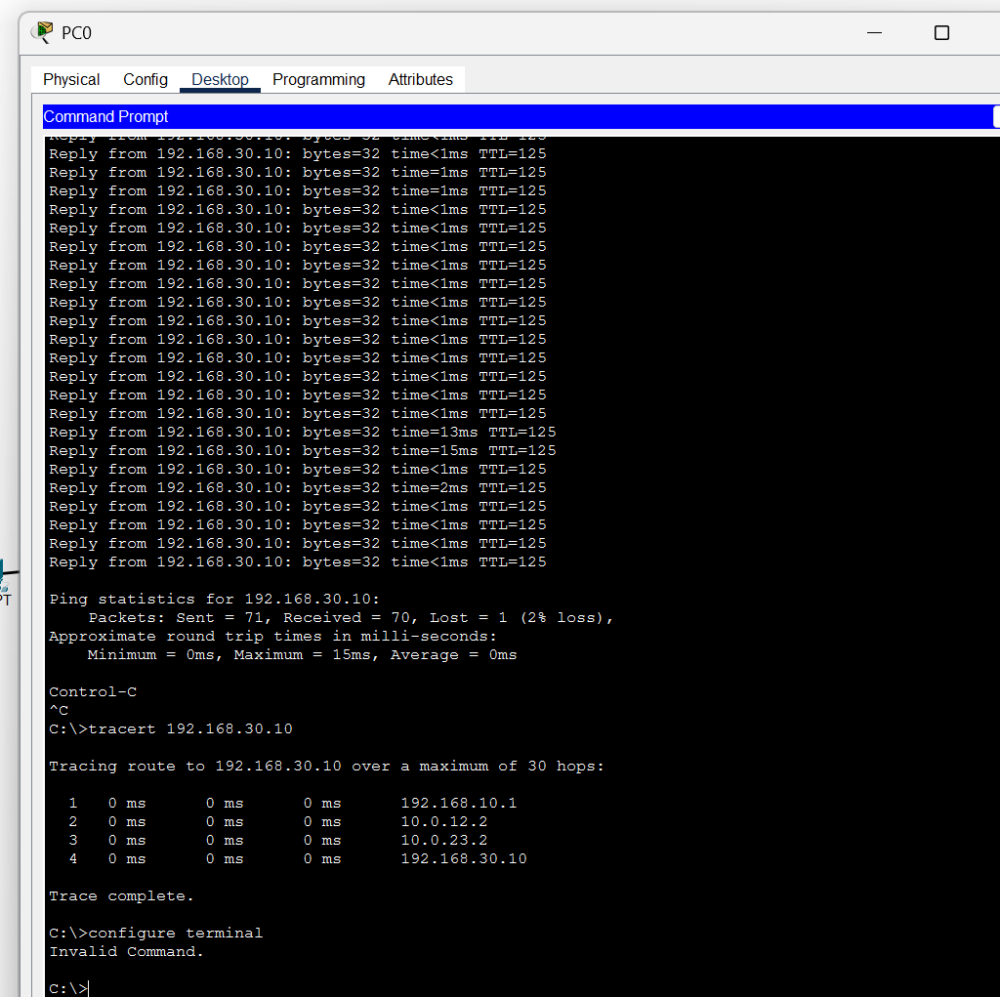 PC0
Physical Config Desktop Programming Attributes
Command Prompt
Reply from 192.168.30.10: bytes=32 time<1ms TTL=125
Reply from 192.168.30.10: bytes=32 time<1ms TTL=125
Reply from 192.168.30.10: bytes=32 time=1ms TTL=125
Reply from 192.168.30.10: bytes=32 time=1ms TTL=125
Reply from 192.168.30.10: bytes=32 time<1ms TTL=125
Reply from 192.168.30.10: bytes=32 time<1ms TTL=125
Reply from 192.168.30.10: bytes=32 time<1ms TTL=125
Reply from 192.168.30.10: bytes=32 time<1ms TTL=125
Reply from 192.168.30.10: bytes=32 time<1ms TTL=125
Reply from 192.168.30.10: bytes=32 time<1ms TTL=125
Reply from 192.168.30.10: bytes=32 time<1ms TTL=125
Reply from 192.168.30.10: bytes=32 time<1ms TTL=125
Reply from 192.168.30.10: bytes=32 time<1ms TTL=125
Reply from 192.168.30.10: bytes=32 time<1ms TTL=125
Reply from 192.168.30.10: bytes=32 time<1ms TTL=125
Reply from 192.168.30.10: bytes=32 time<1ms TTL=125
Reply from 192.168.30.10: bytes=32 time=13ms TTL=125
Reply from 192.168.30.10: bytes=32 time=15ms TTL=125
Reply from 192.168.30.10: bytes=32 time<1ms TTL=125
Reply from 192.168.30.10: bytes=32 time=2ms TTL=125
Reply from 192.168.30.10: bytes=32 time<1ms TTL=125
Reply from 192.168.30.10: bytes=32 time<1ms TTL=125
Reply from 192.168.30.10: bytes=32 time<1ms TTL=125
Reply from 192.168.30.10: bytes=32 time<1ms TTL=125
Ping statistics for 192.168.30.10:
Packets: Sent = 71, Received = 70, Lost = 1 (2% loss),
Approximate round trip times in milli-seconds:
Minimum = 0ms, Maximum = 15ms, Average = 0ms
Control-C
^C
C:\>tracert 192.168.30.10
Tracing route to 192.168.30.10 over a maximum of 30 hops:
1 0 ms 0 ms 0 ms 192.168.10.1
2 0 ms 0 ms 0 ms 10.0.12.2
3 0 ms 0 ms 0 ms 10.0.23.2
4 0 ms 0 ms 0 ms 192.168.30.10
Trace complete.
C:\>configure terminal
Invalid Command.
C:\>